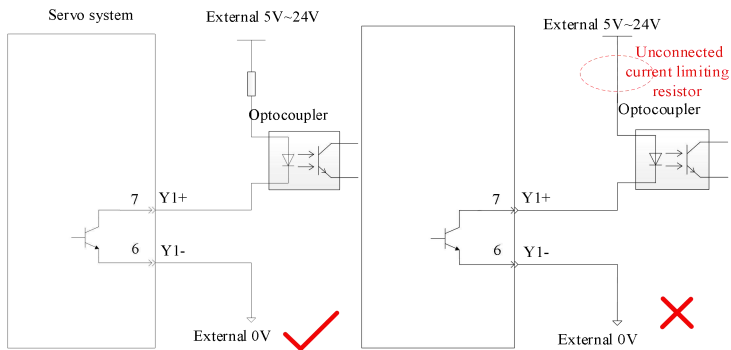 Servo system
External 5V~24V
Optocoupler
7
Y1+
6
Y1-
External 0V
External 5V~24V
Unconnected
current limiting
resistor
Optocoupler
7
Y1+
6
Y1-
External 0V